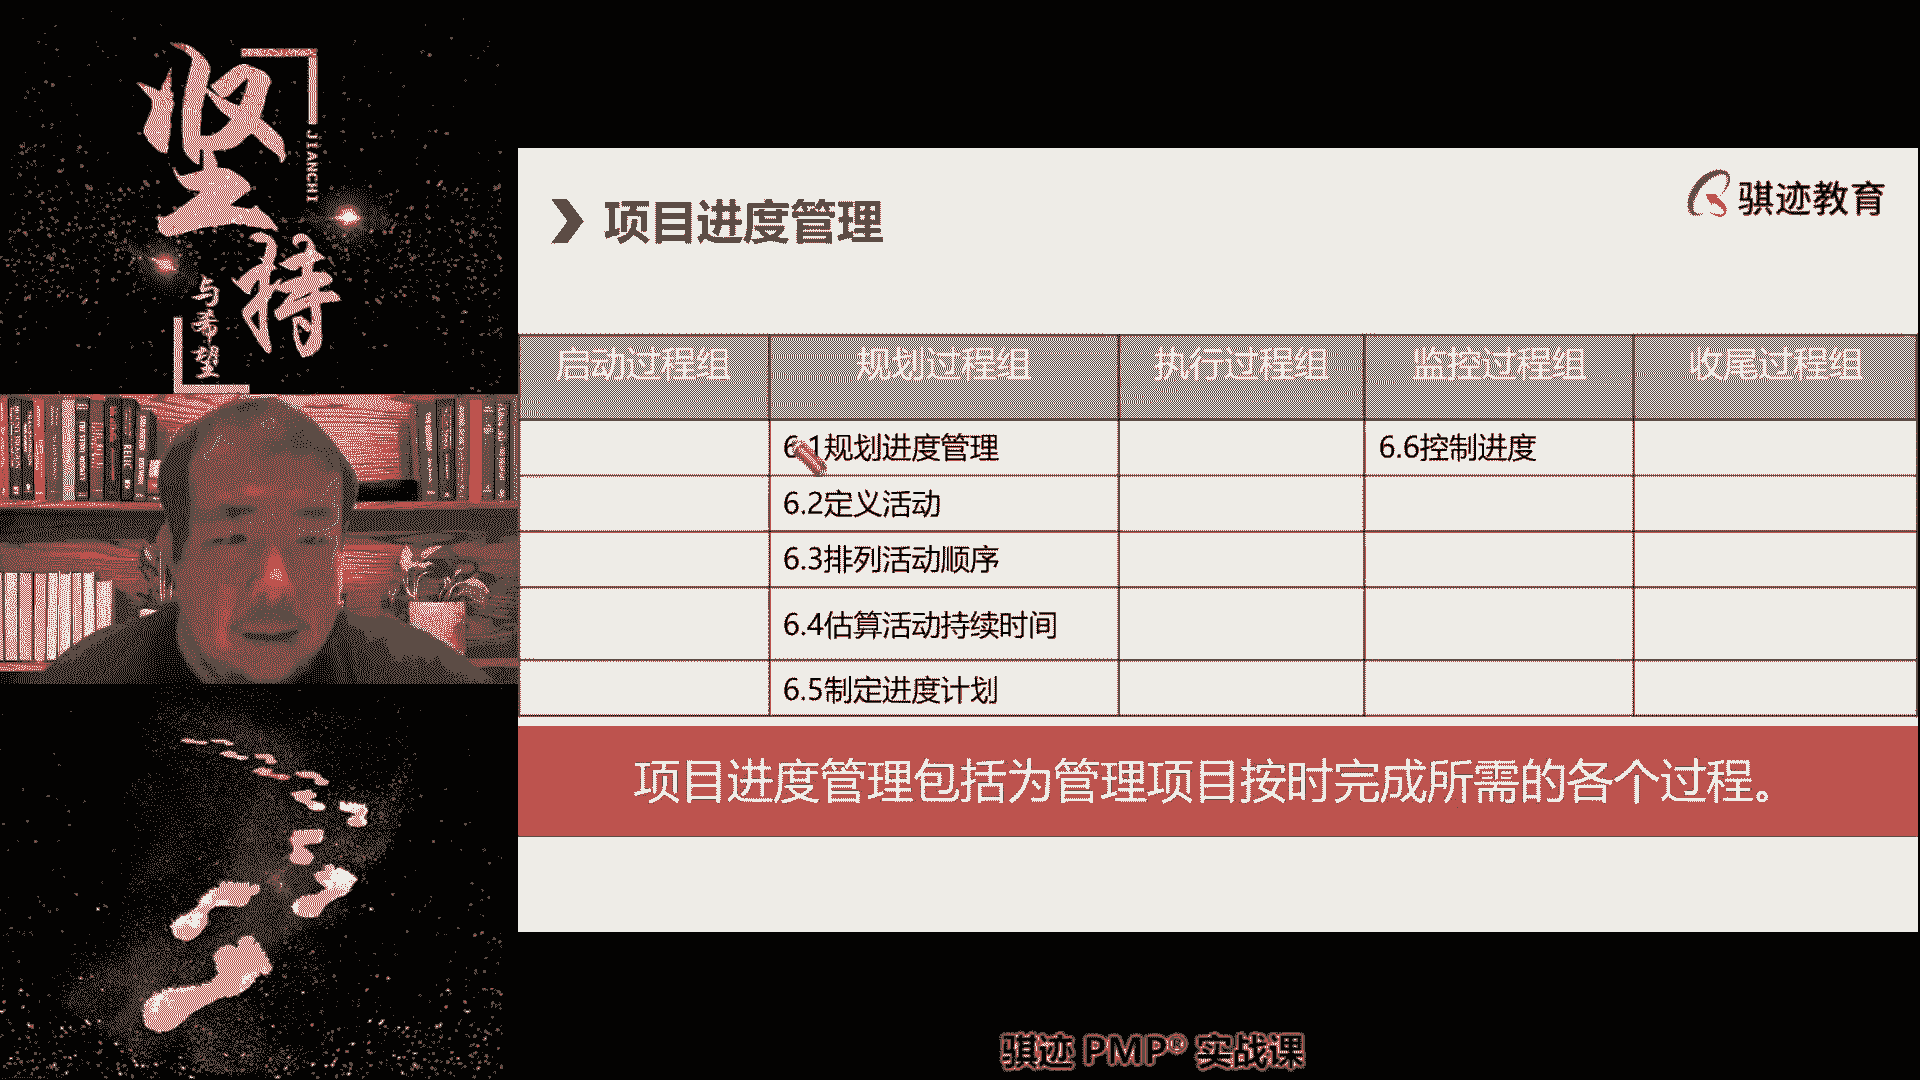 坚持
JIANCHI
与希望
项目进度管理
骐迹教育
启动过程组 规划过程组 执行过程组 监控过程组 收尾过程组
6.1规划进度管理 6.6控制进度
6.2定义活动
6.3排列活动顺序
6.4估算活动持续时间
6.5制定进度计划
项目进度管理包括为管理项目按时完成所需的各个过程。
骐迹 PMP® 实战课